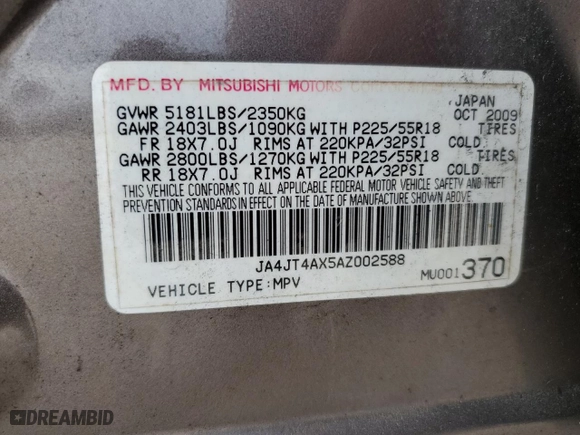 MFD. BY MITSUBISHI MOTORS CORPORATION JAPAN
GVWR 5181LBS/2350KG OCT 2009
GAWR 2403LBS/1090KG WITH P225/55R18 TIRES
FR 18X7.0J RIMS AT 220KPA/32PSI COLD
GAWR 2800LBS/1270KG WITH P225/55R18 TIRES
RR 18X7.0J RIMS AT 220KPA/32PSI COLD
THIS VEHICLE CONFORMS TO ALL APPLICABLE FEDERAL MOTOR VEHICLE SAFETY AND THEFT
PREVENTION STANDARDS IN EFFECT ON THE DATE OF MANUFACTURE SHOWN ABOVE.
JA4JT4AX5AZ002588
VEHICLE TYPE:MPV MU001370
DREAMBID